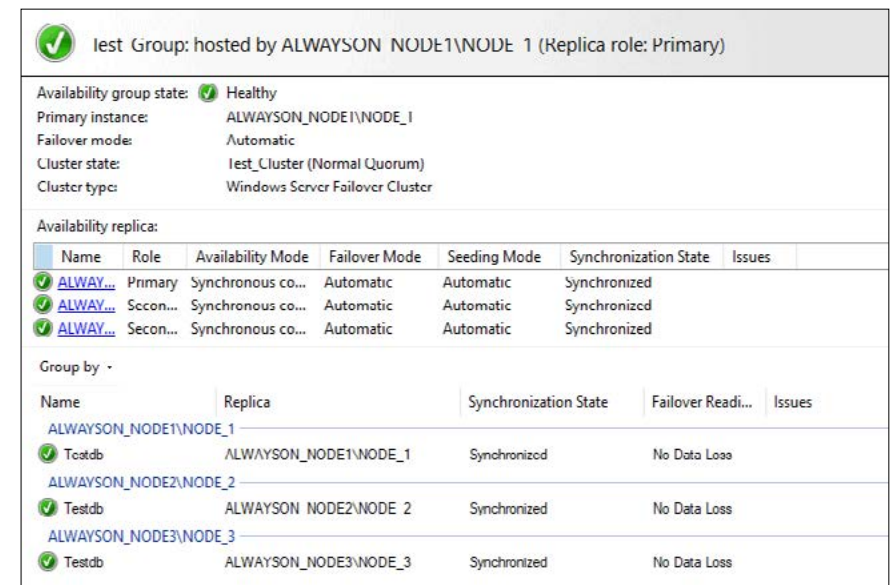 Test_Group: hosted by ALWAYSON_NODE1\NODE_1 (Replica role: Primary)
Availability group state: Healthy
Primary instance: ALWAYSON_NODE1\NODE_1
Failover mode: Automatic
Cluster state: Test_Cluster (Normal Quorum)
Cluster type: Windows Server Failover Cluster
Availability replica:
Name Role Availability Mode Failover Mode Seeding Mode Synchronization State Issues
ALWAY... Primary Synchronous co... Automatic Automatic Synchronized
ALWAY... Secon... Synchronous co... Automatic Automatic Synchronized
ALWAY... Secon... Synchronous co... Automatic Automatic Synchronized
Group by
Name Replica Synchronization State Failover Readi... Issues
ALWAYSON_NODE1\NODE_1
Testdb ALWAYSON_NODE1\NODE_1 Synchronized No Data Loss
ALWAYSON_NODE2\NODE_2
Testdb ALWAYSON_NODE2\NODE_2 Synchronized No Data Loss
ALWAYSON_NODE3\NODE_3
Testdb ALWAYSON_NODE3\NODE_3 Synchronized No Data Loss